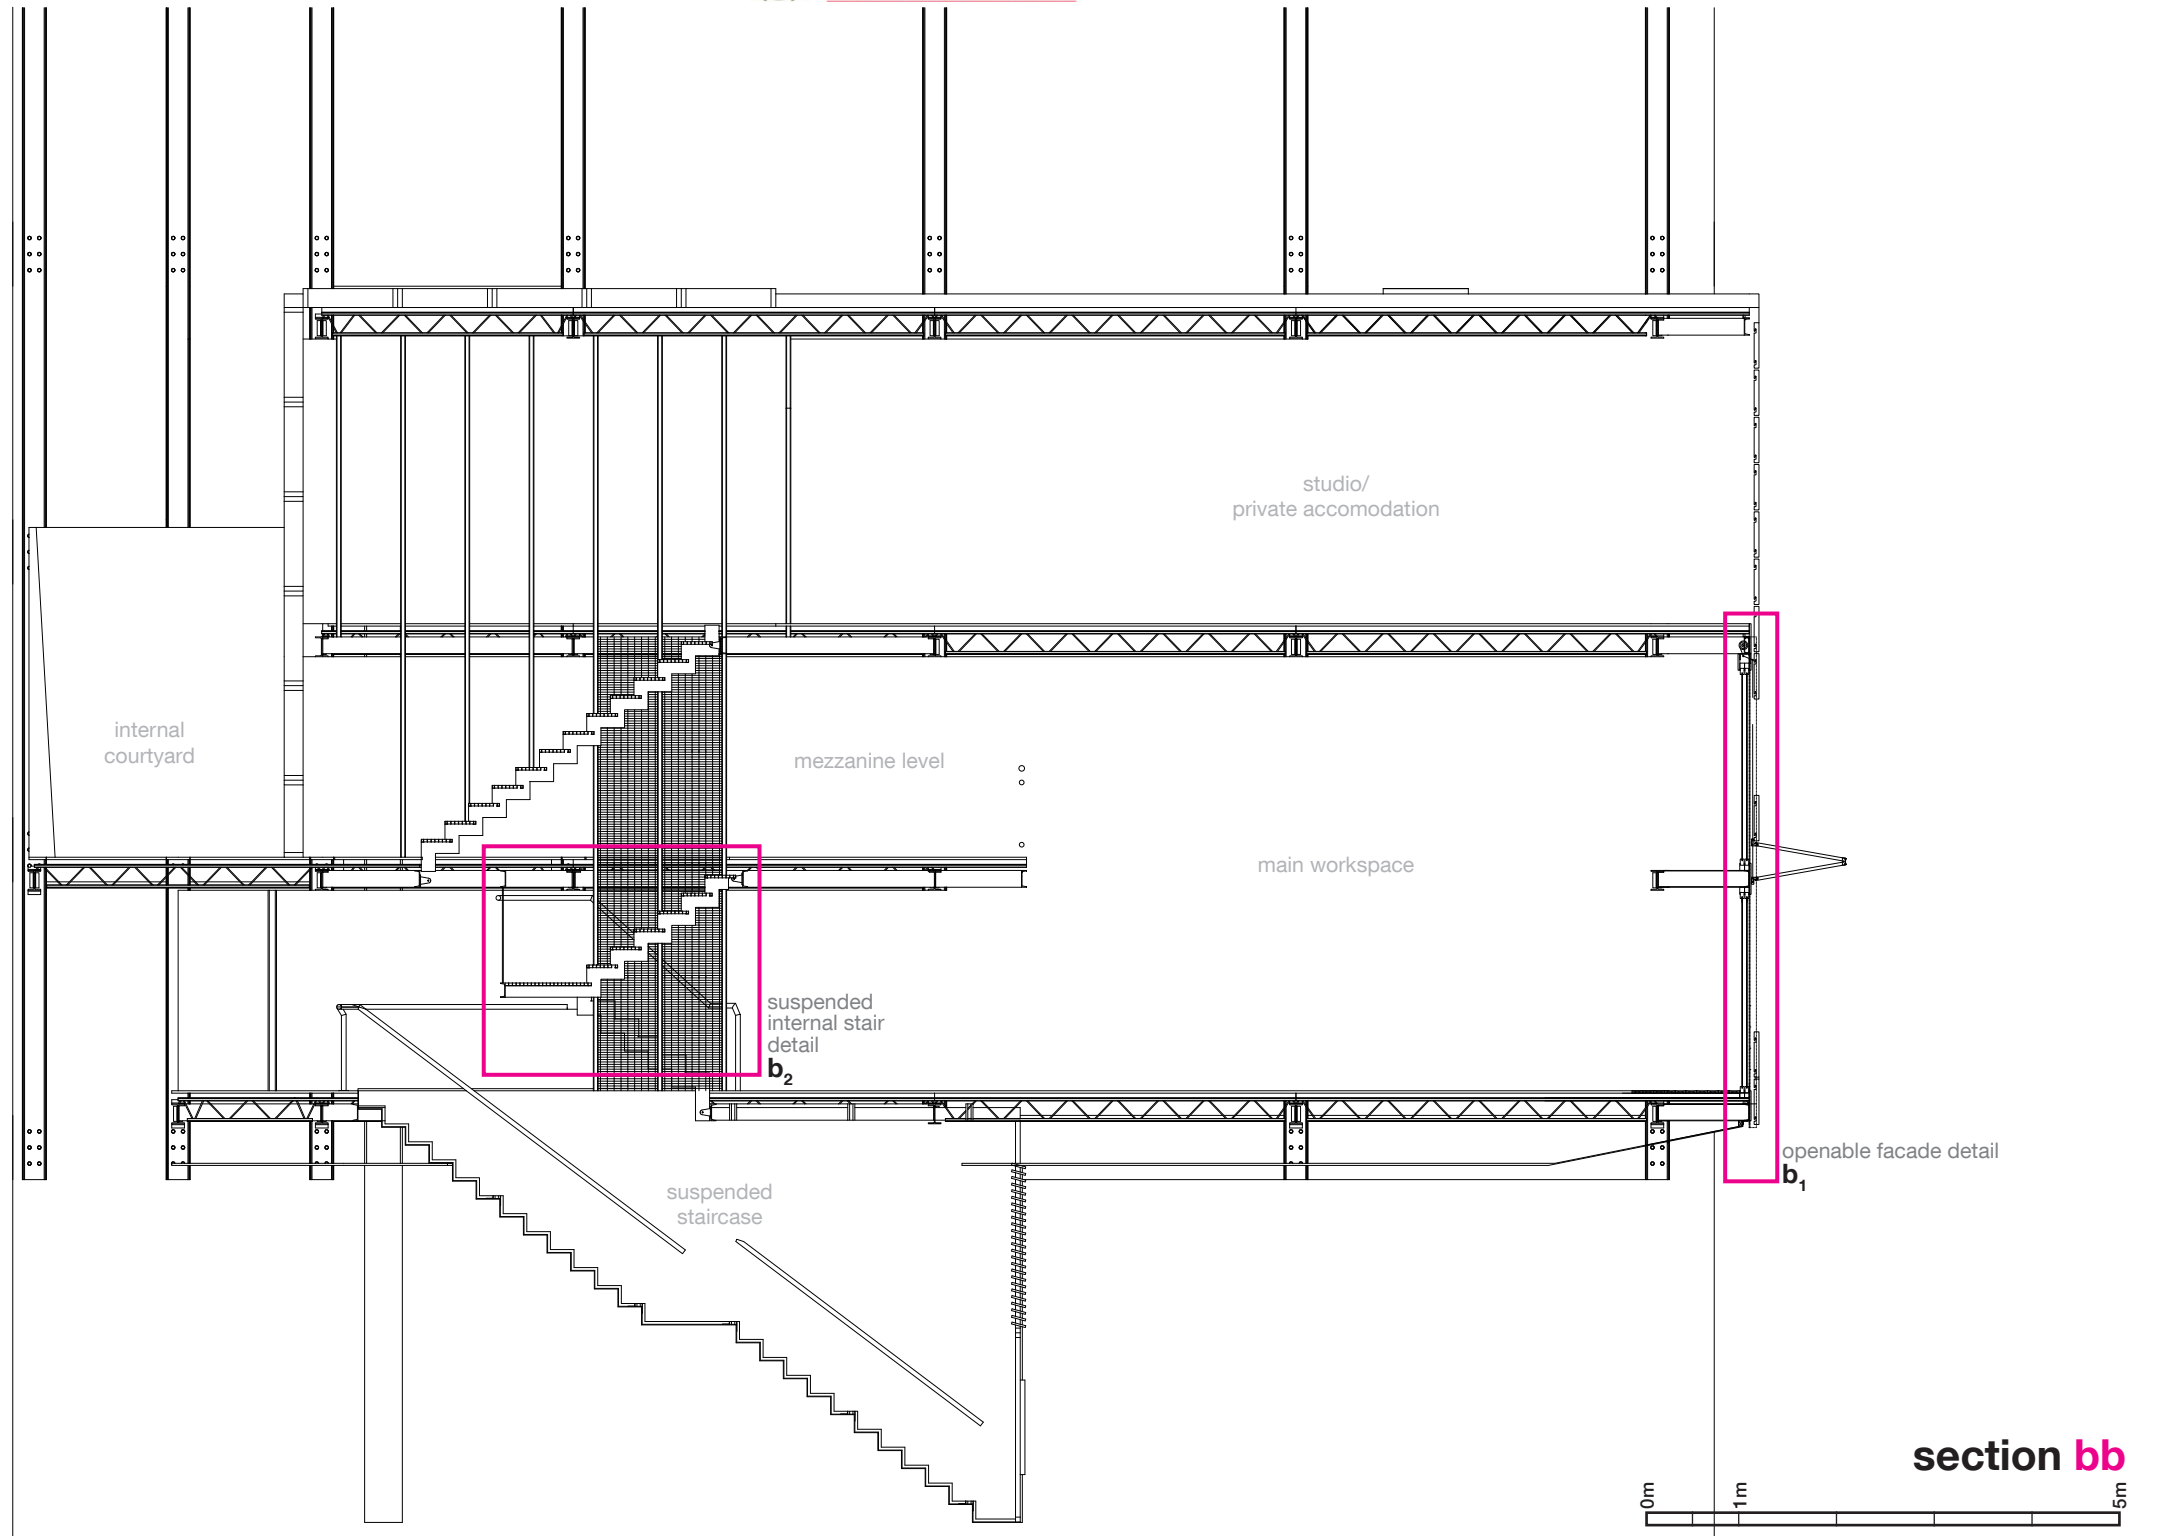 studio/
private accomodation
internal
courtyard
mezzanine level
main workspace
suspended
internal stair
detail
b2
openable facade detail
b1
suspended
staircase
section bb
0m
1m
5m